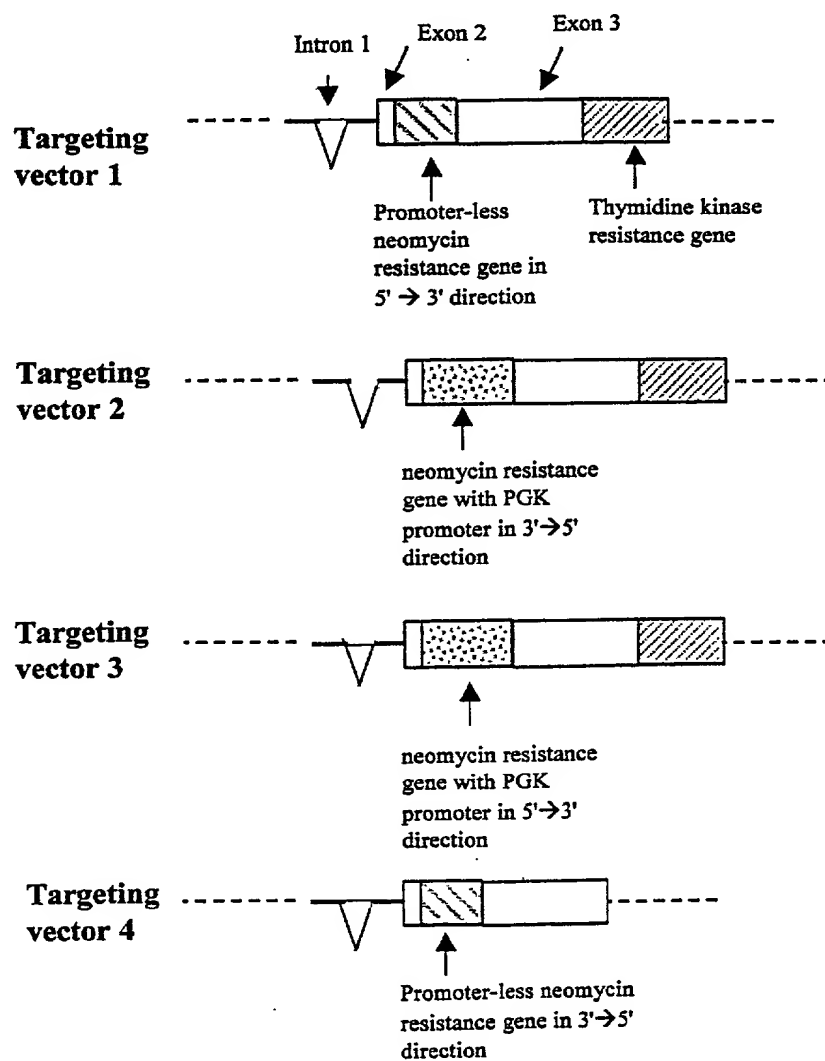 Intron 1
Exon 2
Exon 3
Targeting
vector 1
Promoter-less
neomycin
resistance gene in
5' → 3' direction
Thymidine kinase
resistance gene
Targeting
vector 2
neomycin resistance
gene with PGK
promoter in 3'→5'
direction
Targeting
vector 3
neomycin resistance
gene with PGK
promoter in 5'→3'
direction
Targeting
vector 4
Promoter-less neomycin
resistance gene in 3'→5'
direction